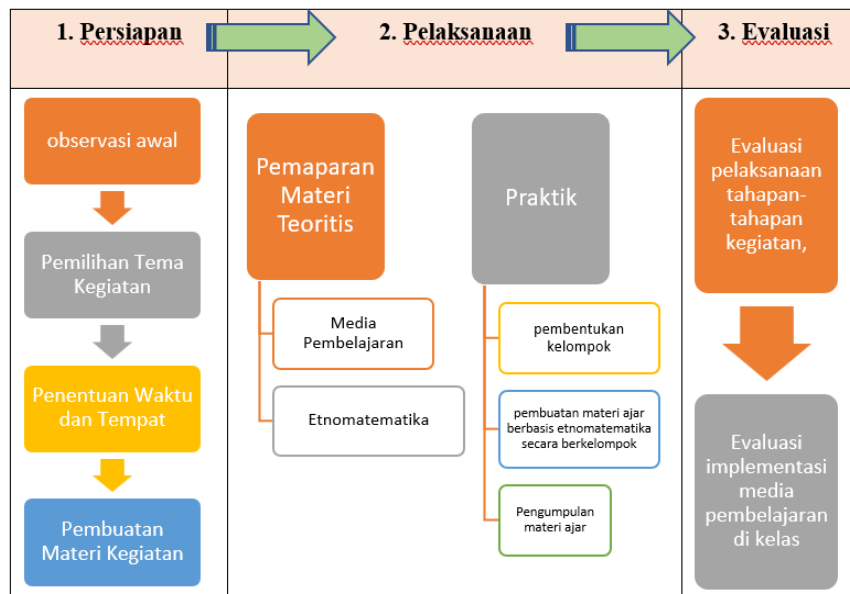 1. Persiapan
2. Pelaksanaan
3. Evaluasi
observasi awal
Pemilihan Tema
Kegiatan
Penentuan Waktu
dan Tempat
Pembuatan
Materi Kegiatan
Pemaparan
Materi
Teoritis
Media
Pembelajaran
Etnomatematika
Praktik
pembentukan
kelompok
pembuatan materi ajar
berbasis etnomatematika
secara berkelompok
Pengumpulan
materi ajar
Evaluasi
pelaksanaan
tahapan-
tahapan
kegiatan,
Evaluasi
implementasi
media
pembelajaran
di kelas